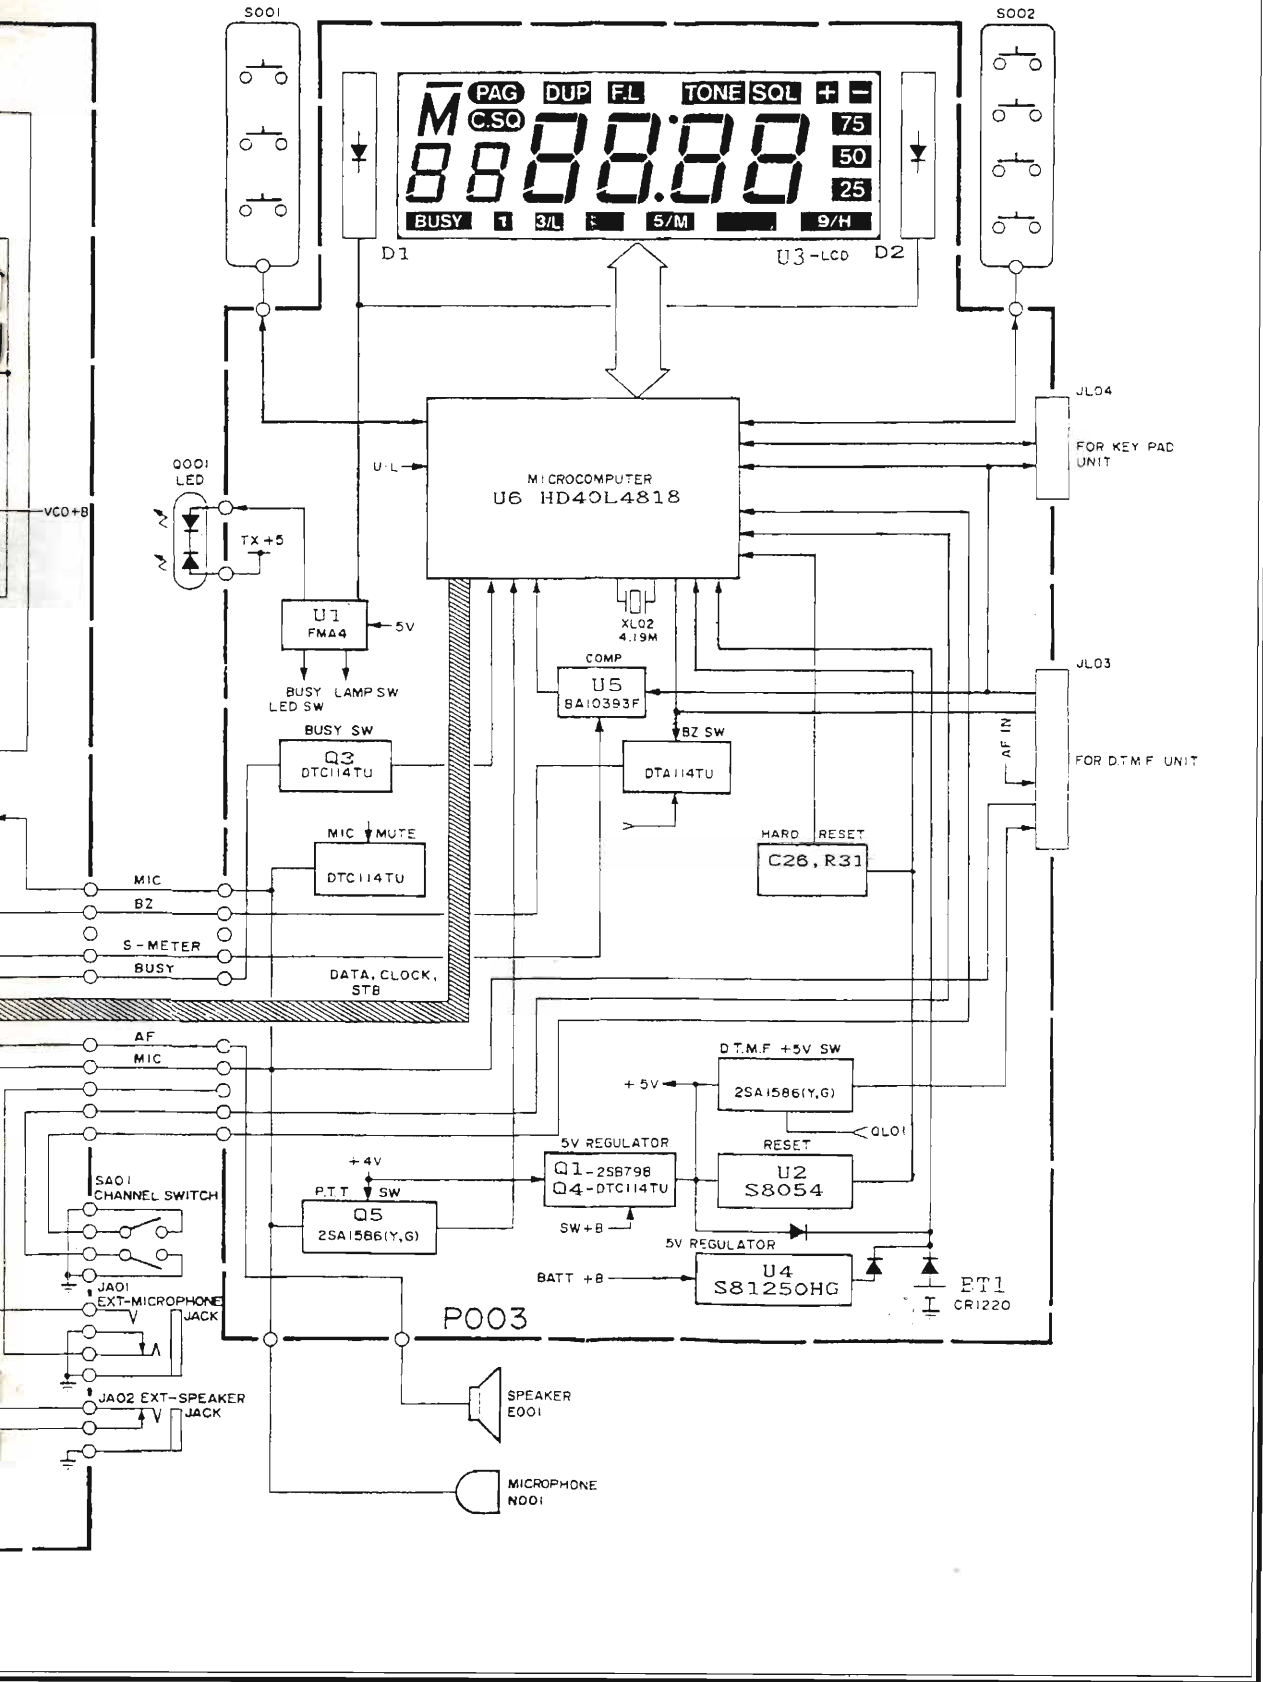 S001
S002
M PAG DUP F.L TONE SQL + −
C.SQ
88 88:88
75
50
25
BUSY 1 3/L 5/M 9/H
D1
U3-LCD
D2
JL04
FOR KEY PAD
UNIT
U·L
MICROCOMPUTER
U6 HD40L4818
Q001
LED
VCO+B
TX+5
U1
FMA4
5V
BUSY
LED SW
LAMP SW
XL02
4.19M
COMP
U5
BA10393F
JL03
AF IN
FOR D.T.M.F UNIT
BUSY SW
Q3
DTC114TU
BZ SW
DTA114TU
MIC MUTE
DTC114TU
HARD RESET
C26, R31
MIC
BZ
S-METER
BUSY
DATA, CLOCK,
STB
AF
MIC
D.T.M.F +5V SW
+5V
2SA1586(Y,G)
QL01
5V REGULATOR
Q1-2SB798
Q4-DTC114TU
RESET
U2
S8054
+4V
P.T.T SW
Q5
2SA1586(Y,G)
SW+B
SA01
CHANNEL SWITCH
5V REGULATOR
BATT +B
U4
S81250HG
CR1220
JA01
EXT-MICROPHONE
JACK
P003
JA02 EXT-SPEAKER
JACK
SPEAKER
E001
MICROPHONE
N001